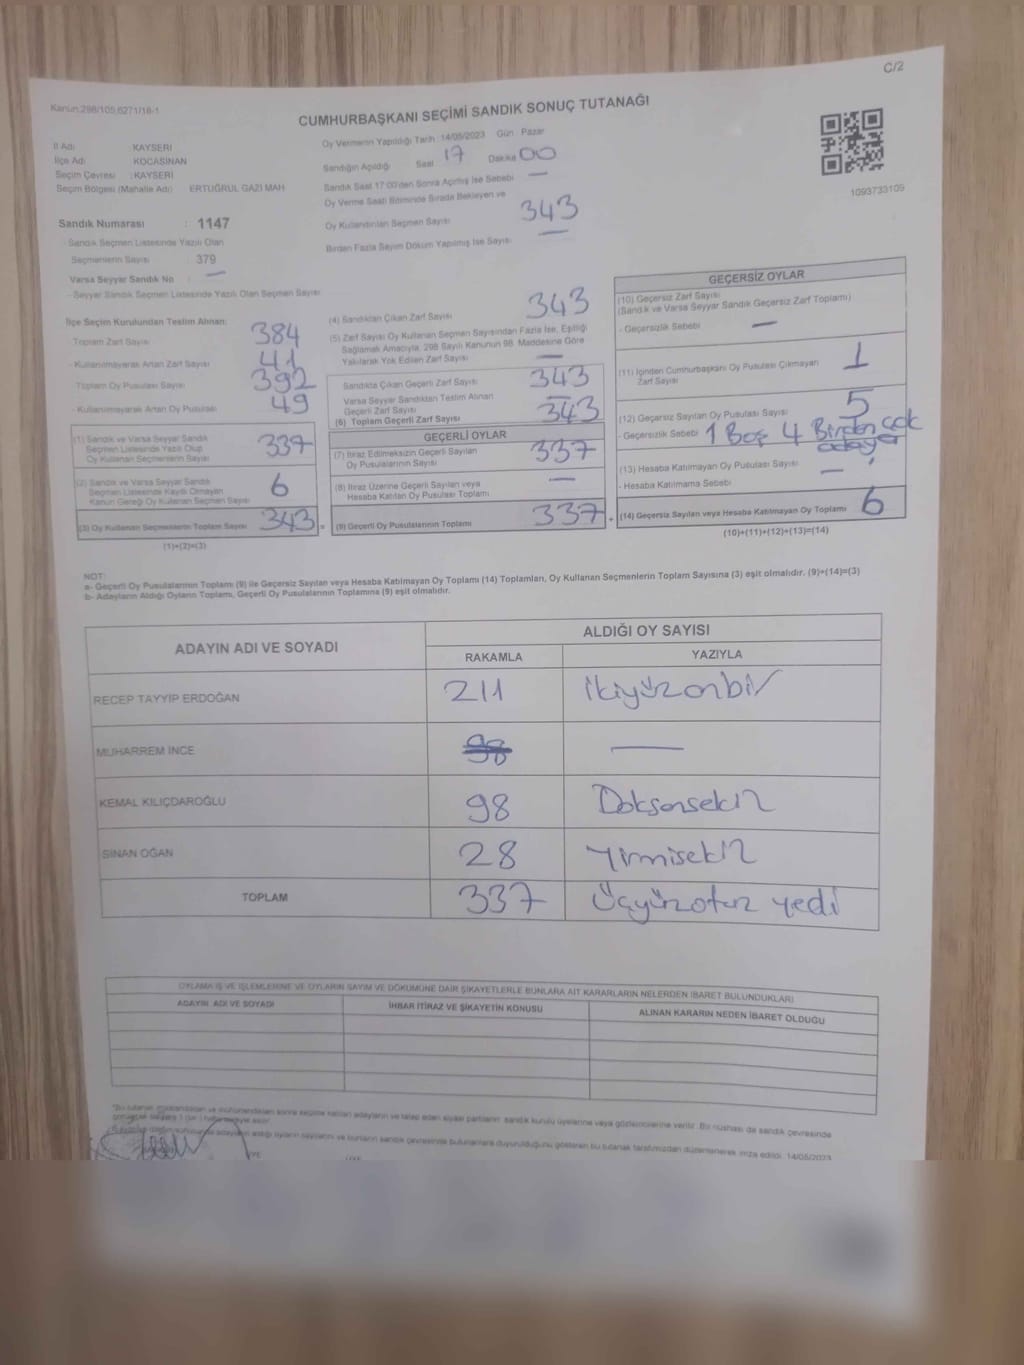 C/2
Kanun:298/105,6271/18-1
CUMHURBAŞKANI SEÇİMİ SANDIK SONUÇ TUTANAĞI
İl Adı : KAYSERİ
İlçe Adı : KOCASİNAN
Seçim Çevresi : KAYSERİ
Seçim Bölgesi (Mahalle Adı) ERTUĞRUL GAZİ MAH
Sandık Numarası : 1147
- Sandık Seçmen Listesinde Yazılı Olan
Seçmenlerin Sayısı : 379
Varsa Seyyar Sandık No : —
- Seyyar Sandık Seçmen Listesinde Yazılı Olan Seçmen Sayısı:
Oy Vermenin Yapıldığı Tarih :14/05/2023 Gün : Pazar
Sandığın Açıldığı Saat 17 Dakika 00
Sandık Saat 17:00'den Sonra Açılmış İse Sebebi —
Oy Verme Saati Bitiminde Sırada Bekleyen ve
Oy Kullandırılan Seçmen Sayısı 343
Birden Fazla Sayım Döküm Yapılmış İse Sayısı: —
1093733109
İlçe Seçim Kurulundan Teslim Alınan:
Toplam Zarf Sayısı 384
- Kullanılmayarak Artan Zarf Sayısı 41
Toplam Oy Pusulası Sayısı 392
- Kullanılmayarak Artan Oy Pusulası 49
(1) Sandık ve Varsa Seyyar Sandık
Seçmen Listesinde Yazılı Olup
Oy Kullanan Seçmenlerin Sayısı 337
(2) Sandık ve Varsa Seyyar Sandık
Seçmen Listesinde Kayıtlı Olmayan
Kanun Gereği Oy Kullanan Seçmen Sayısı 6
(3) Oy Kullanan Seçmenlerin Toplam Sayısı 343 =
(1)+(2)=(3)
(4) Sandıktan Çıkan Zarf Sayısı 343
(5) Zarf Sayısı Oy Kullanan Seçmen Sayısından Fazla İse, Eşitliği
Sağlamak Amacıyla, 298 Sayılı Kanunun 98. Maddesine Göre
Yakılarak Yok Edilen Zarf Sayısı —
Sandıkta Çıkan Geçerli Zarf Sayısı 343
Varsa Seyyar Sandıktan Teslim Alınan
Geçerli Zarf Sayısı —
(6) Toplam Geçerli Zarf Sayısı 343
GEÇERLİ OYLAR
(7) İtiraz Edilmeksizin Geçerli Sayılan
Oy Pusulalarının Sayısı 337
(8) İtiraz Üzerine Geçerli Sayılan veya
Hesaba Katılan Oy Pusulası Toplamı —
(9) Geçerli Oy Pusulalarının Toplamı 337 +
GEÇERSİZ OYLAR
(10) Geçersiz Zarf Sayısı
(Sandık ve Varsa Seyyar Sandık Geçersiz Zarf Toplamı)
- Geçersizlik Sebebi —
(11) İçinden Cumhurbaşkanı Oy Pusulası Çıkmayan
Zarf Sayısı 1
(12) Geçersiz Sayılan Oy Pusulası Sayısı 5
- Geçersizlik Sebebi 1 Boş 4 Birden çok
aday
(13) Hesaba Katılmayan Oy Pusulası Sayısı —
- Hesaba Katılmama Sebebi
(14) Geçersiz Sayılan veya Hesaba Katılmayan Oy Toplamı 6
(10)+(11)+(12)+(13)=(14)
NOT:
a- Geçerli Oy Pusulalarının Toplamı (9) ile Geçersiz Sayılan veya Hesaba Katılmayan Oy Toplamı (14) Toplamları, Oy Kullanan Seçmenlerin Toplam Sayısına (3) eşit olmalıdır. (9)+(14)=(3)
b- Adayların Aldığı Oyların Toplamı, Geçerli Oy Pusulalarının Toplamına (9) eşit olmalıdır.
ADAYIN ADI VE SOYADI ALDIĞI OY SAYISI
RAKAMLA YAZIYLA
RECEP TAYYİP ERDOĞAN 211 ikiyüzonbir
MUHARREM İNCE 98 —
KEMAL KILIÇDAROĞLU 98 Doksansekiz
SİNAN OĞAN 28 Yirmisekiz
TOPLAM 337 Üçyüzotuz yedi
OYLAMA İŞ VE İŞLEMLERİNE VE OYLARIN SAYIM VE DÖKÜMÜNE DAİR ŞİKAYETLERLE BUNLARA AİT KARARLARIN NELERDEN İBARET BULUNDUKLARI
ADAYIN ADI VE SOYADI İHBAR İTİRAZ VE ŞİKAYETİN KONUSU ALINAN KARARIN NEDEN İBARET OLDUĞU